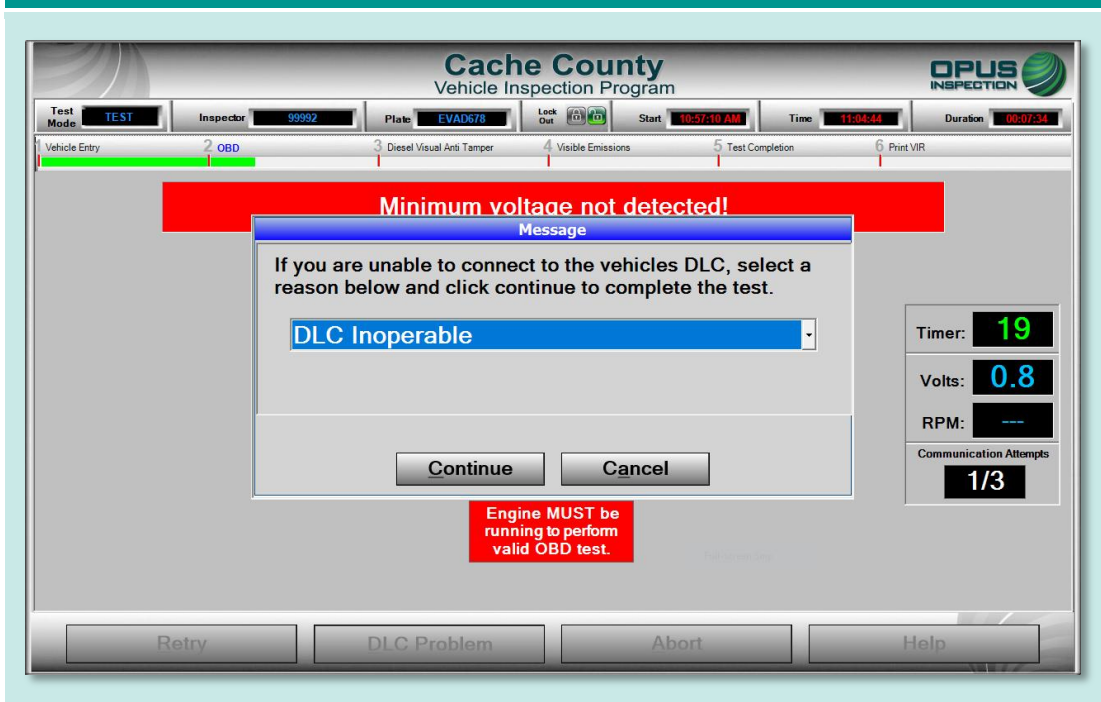 Cache County
Vehicle Inspection Program
OPUS
INSPECTION
Test Mode TEST Inspector 99992 Plate EVAD678 Lock Out Start 10:57:10 AM Time 11:04:44 Duration 00:07:34
1 Vehicle Entry 2 OBD 3 Diesel Visual Anti Tamper 4 Visible Emissions 5 Test Completion 6 Print VIR
Minimum voltage not detected!
Message
If you are unable to connect to the vehicles DLC, select a
reason below and click continue to complete the test.
DLC Inoperable
Continue Cancel
Timer: 19
Volts: 0.8
RPM: ---
Communication Attempts
1/3
Engine MUST be
running to perform
valid OBD test.
Retry DLC Problem Abort Help